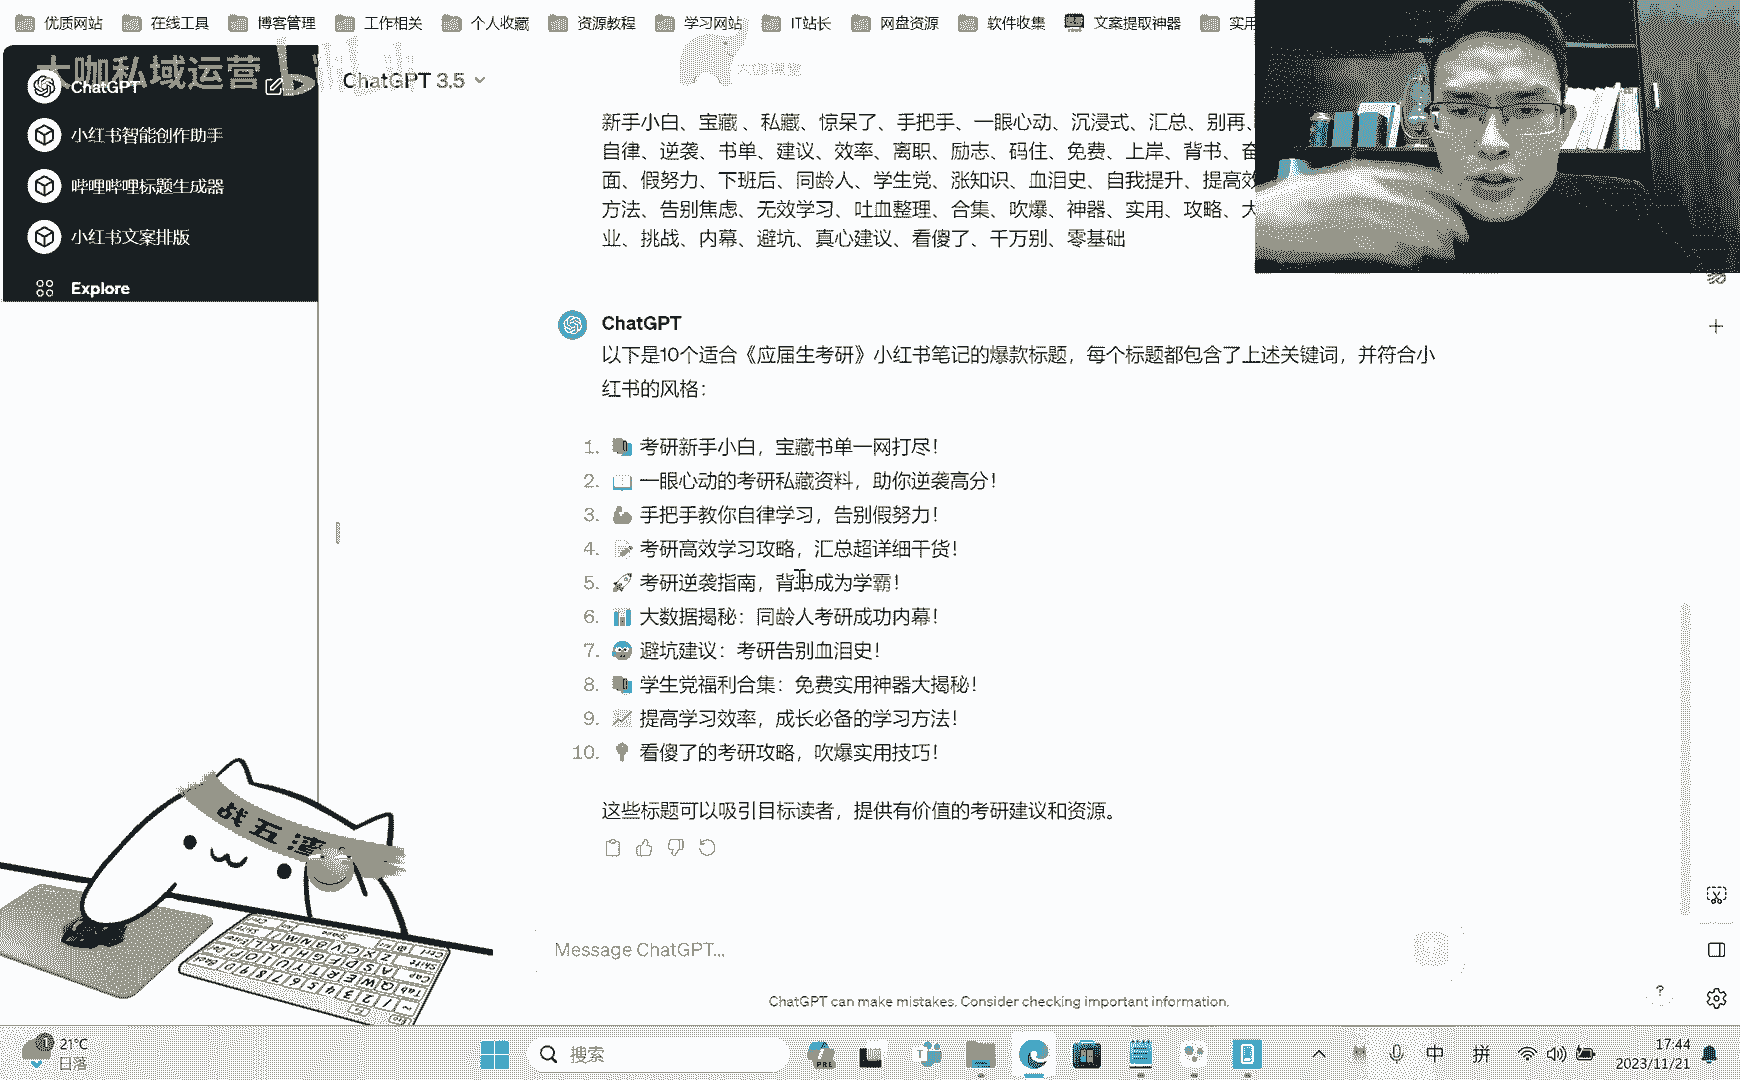 优质网站 在线工具 博客管理 工作相关 个人收藏 资源教程 学习网站 IT站长 网盘资源 软件收集 文案提取神器 实用
大咖私域运营
大咖课堂
ChatGPT
小红书智能创作助手
哔哩哔哩标题生成器
小红书文案排版
Explore
ChatGPT 3.5
新手小白、宝藏、私藏、惊呆了、手把手、一眼心动、沉浸式、汇总、别再、
自律、逆袭、书单、建议、效率、离职、励志、码住、免费、上岸、背书、
面、假努力、下班后、同龄人、学生党、涨知识、血泪史、自我提升、提高效
方法、告别焦虑、无效学习、吐血整理、合集、吹爆、神器、实用、攻略、大
业、挑战、内幕、避坑、真心建议、看傻了、千万别、零基础
ChatGPT
以下是10个适合《应届生考研》小红书笔记的爆款标题，每个标题都包含了上述关键词，并符合小
红书的风格：
1. 考研新手小白，宝藏书单一网打尽！
2. 一眼心动的考研私藏资料，助你逆袭高分！
3. 手把手教你自律学习，告别假努力！
4. 考研高效学习攻略，汇总超详细干货！
5. 考研逆袭指南，背书成为学霸！
6. 大数据揭秘：同龄人考研成功内幕！
7. 避坑建议：考研告别血泪史！
8. 学生党福利合集：免费实用神器大揭秘！
9. 提高学习效率，成长必备的学习方法！
10. 看傻了的考研攻略，吹爆实用技巧！
这些标题可以吸引目标读者，提供有价值的考研建议和资源。
Message ChatGPT...
ChatGPT can make mistakes. Consider checking important information.
?
21°C
日落
搜索
中
拼
17:44
2023/11/21